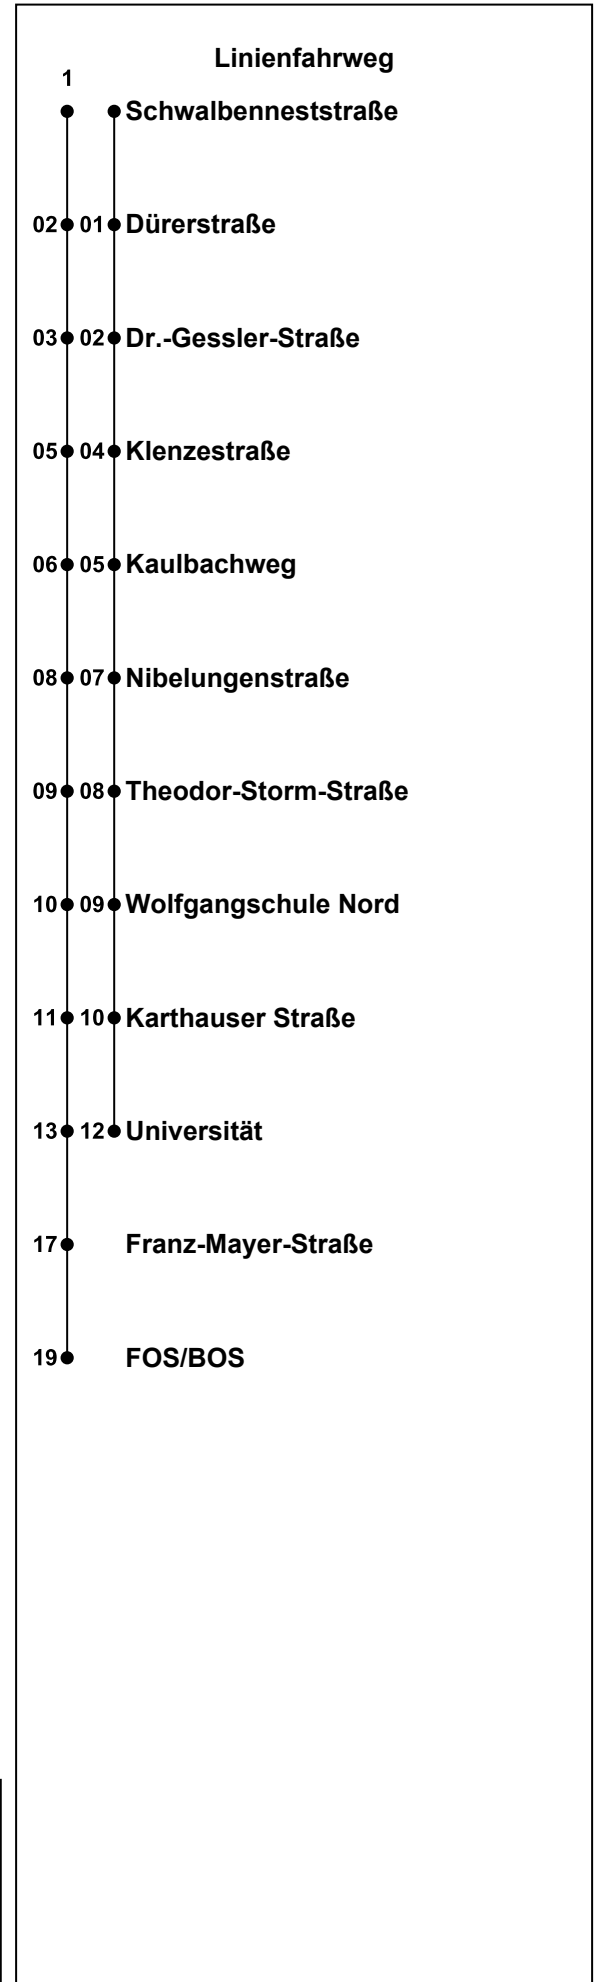 Linienfahrweg
1
Schwalbenneststraße
02 01 Dürerstraße
03 02 Dr.-Gessler-Straße
05 04 Klenzestraße
06 05 Kaulbachweg
08 07 Nibelungenstraße
09 08 Theodor-Storm-Straße
10 09 Wolfgangschule Nord
11 10 Karthauser Straße
13 12 Universität
17 Franz-Mayer-Straße
19 FOS/BOS